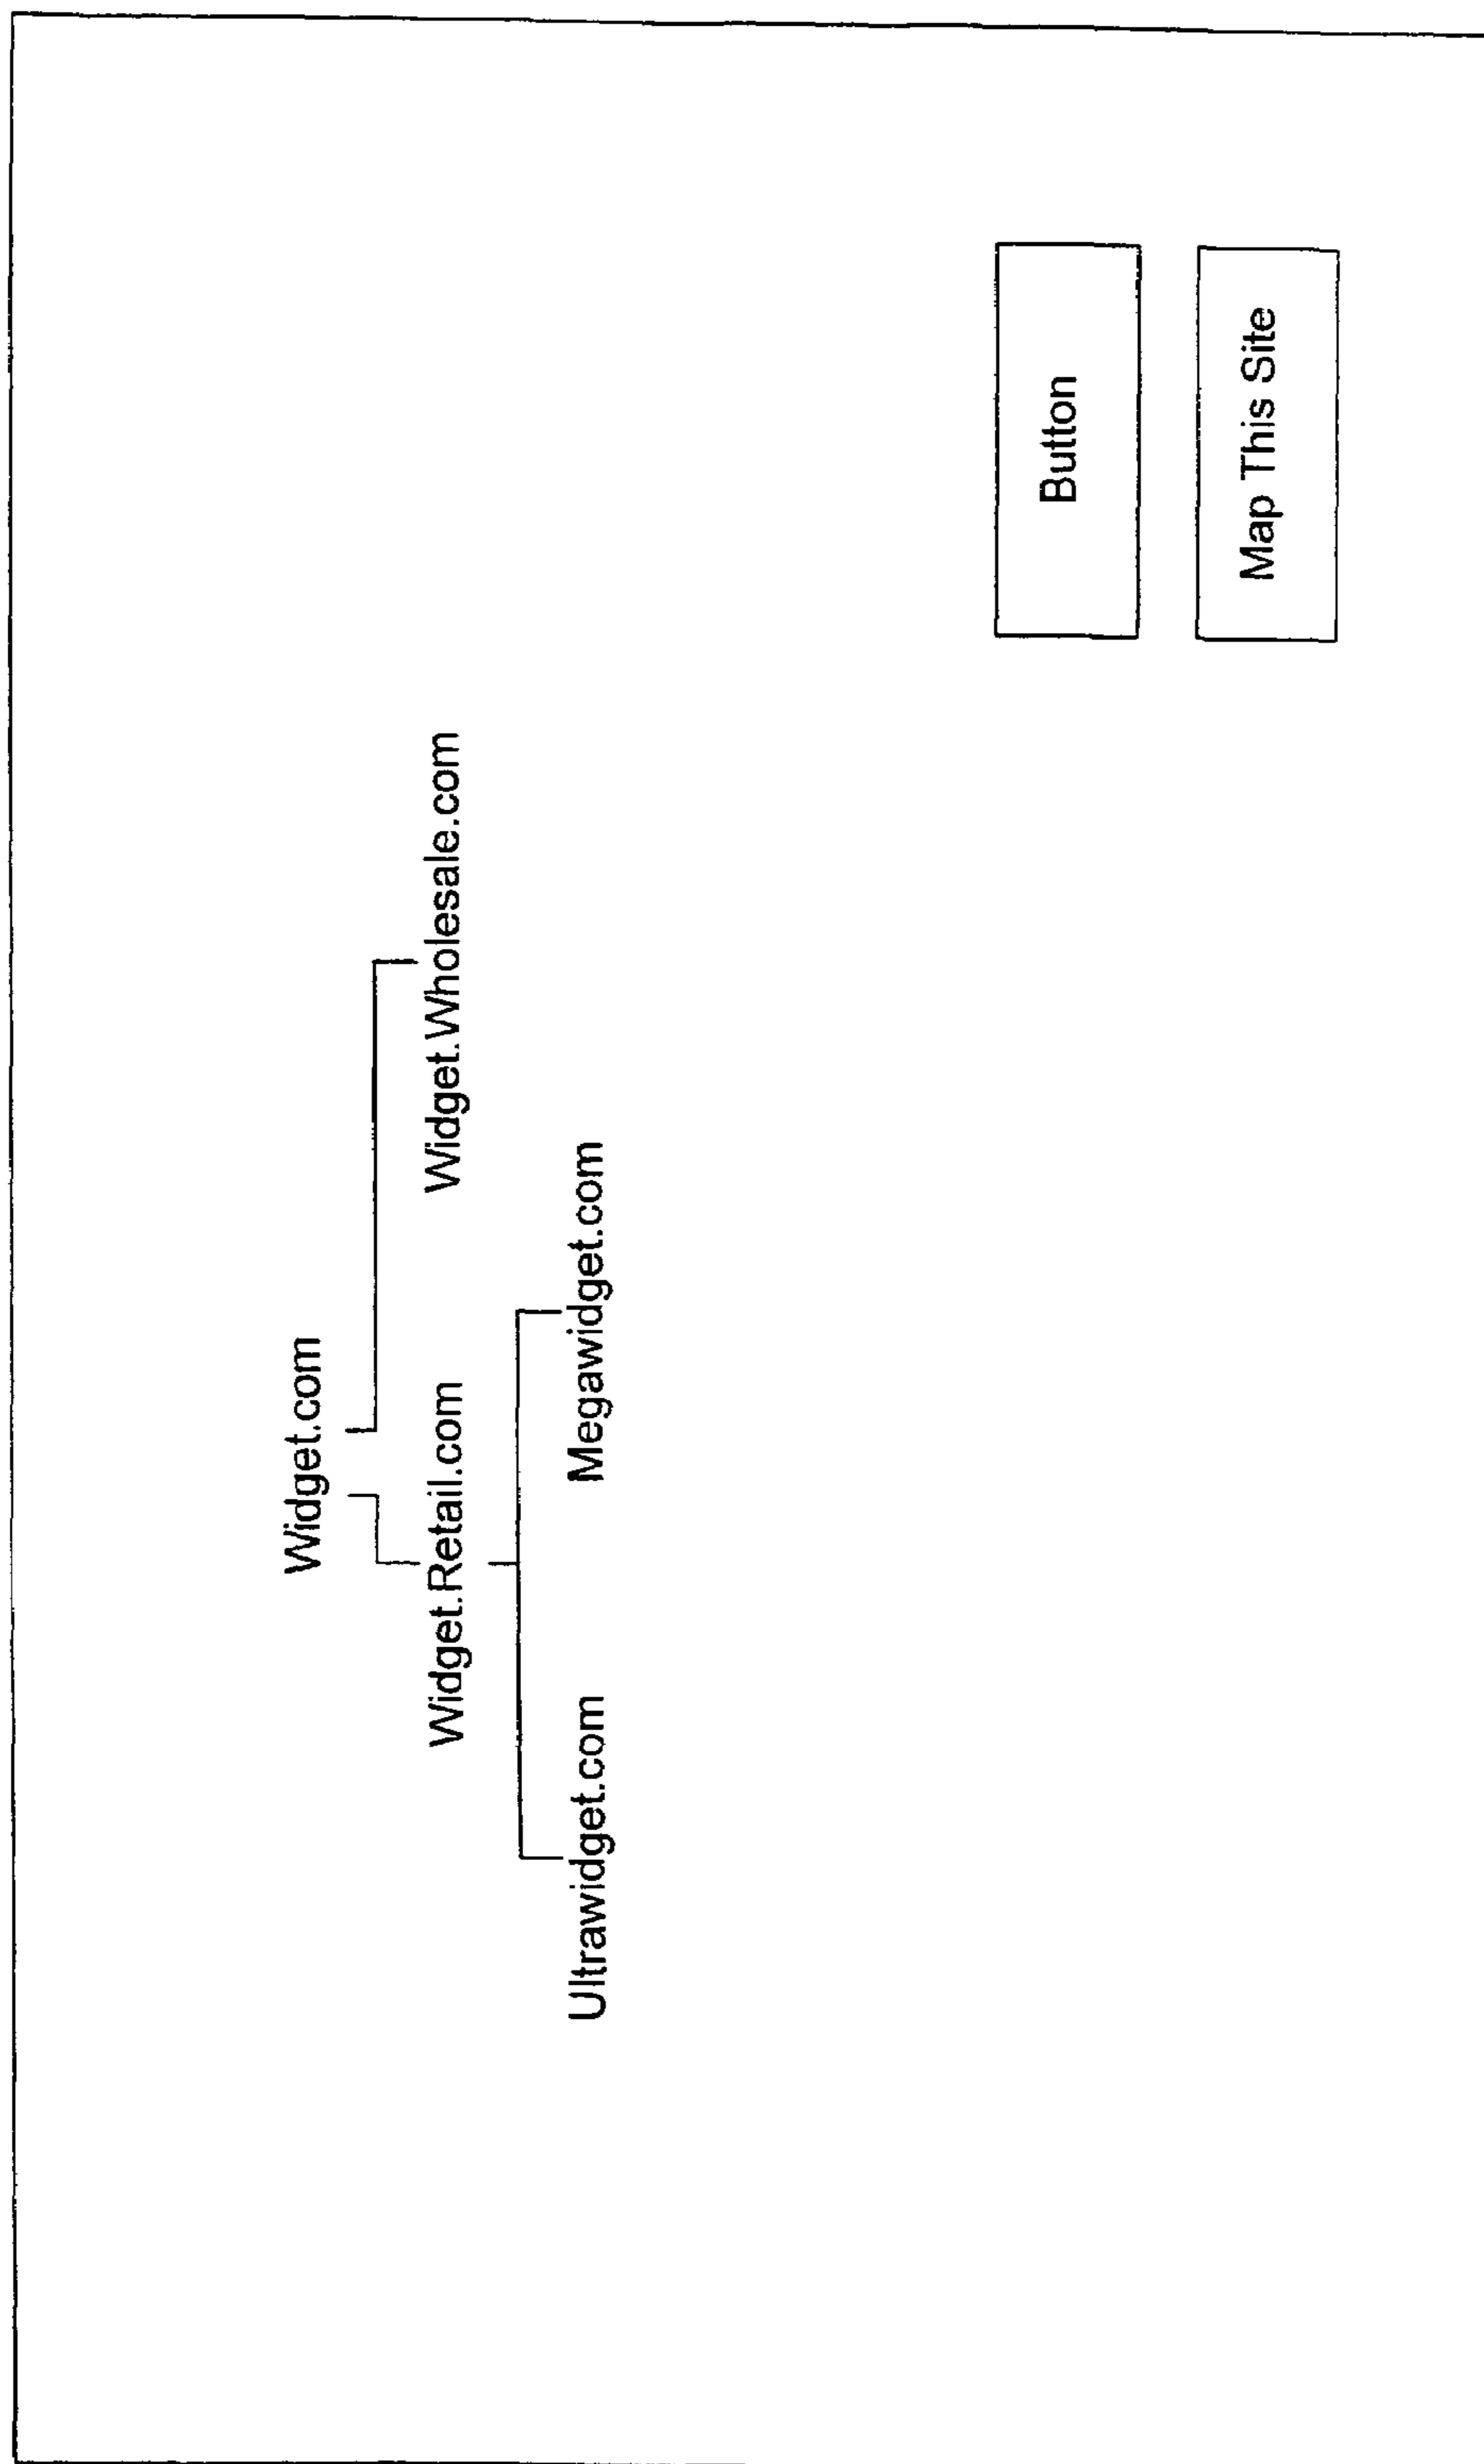 Widget.com
Widget.Retail.com
Widget.Wholesale.com
Ultrawidget.com
Megawidget.com
Button
Map This Site